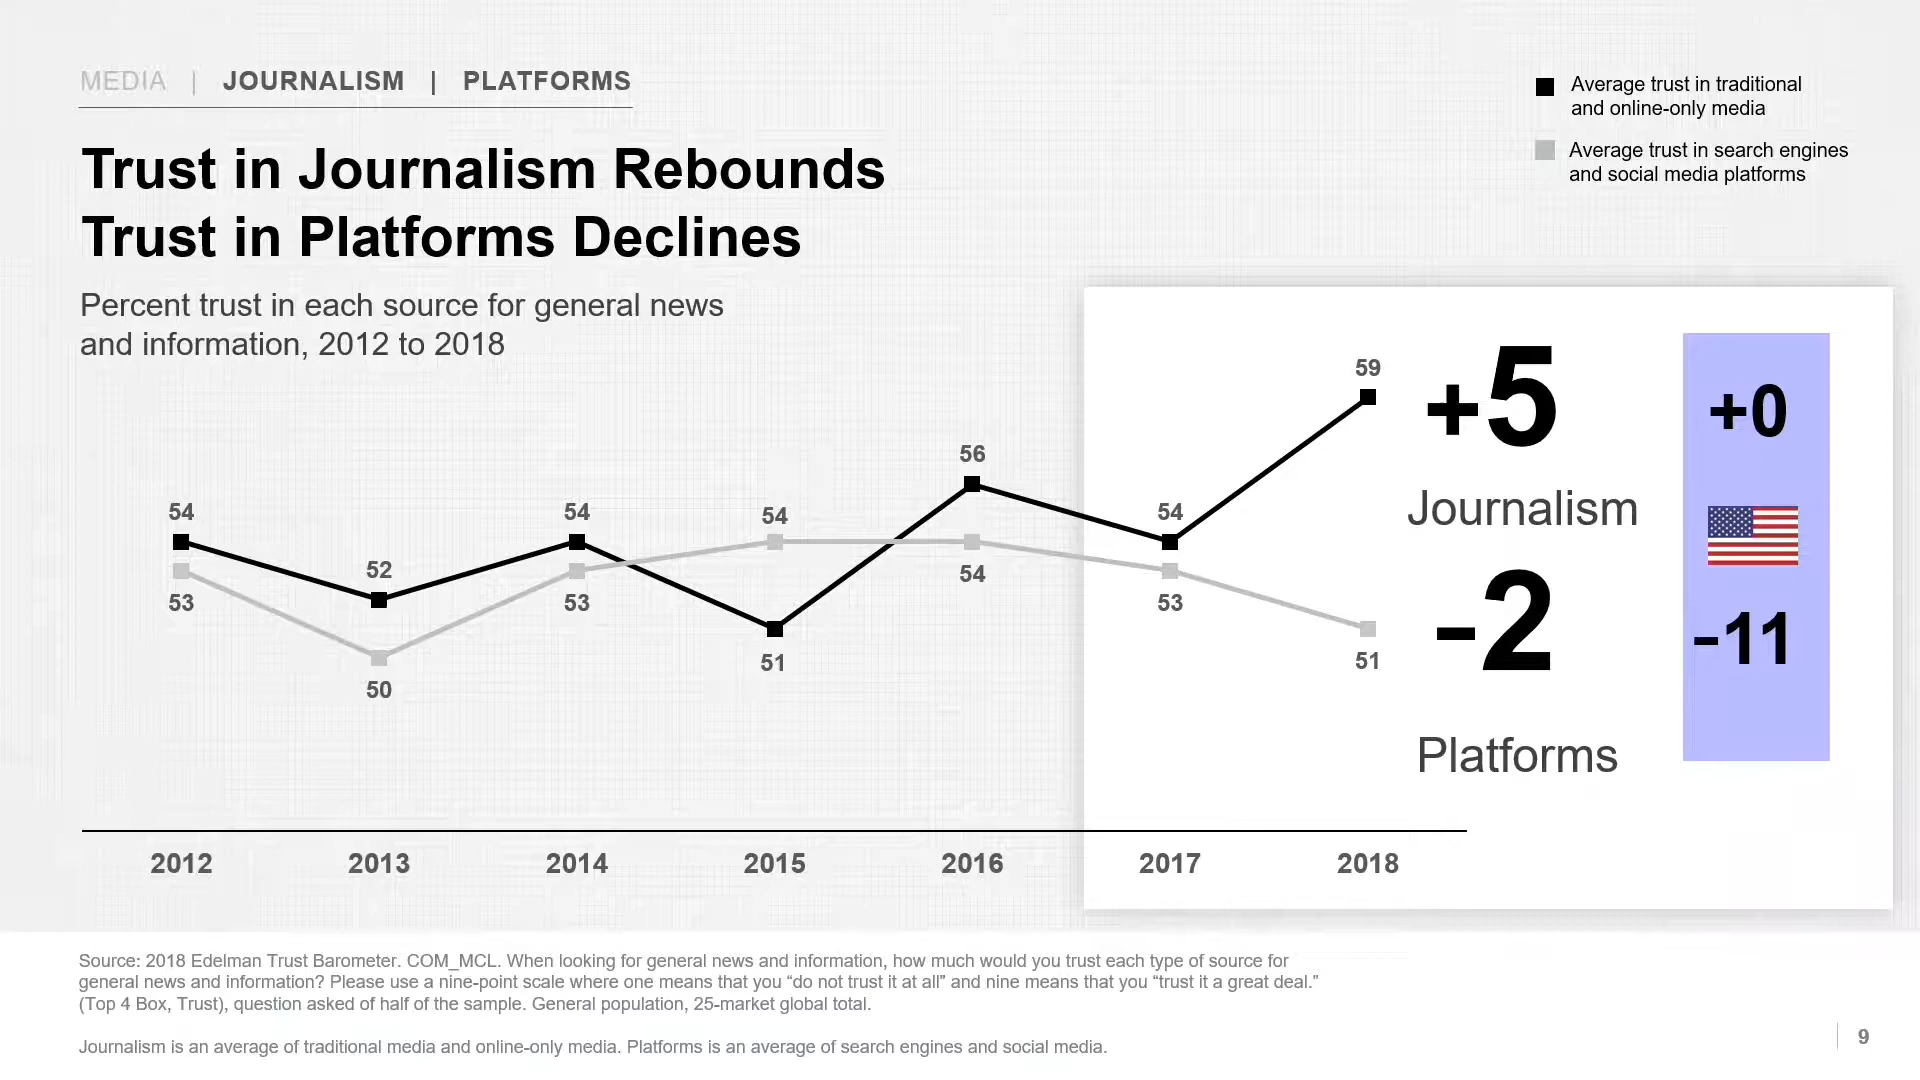 MEDIA | JOURNALISM | PLATFORMS
Average trust in traditional
and online-only media
Average trust in search engines
and social media platforms
Trust in Journalism Rebounds
Trust in Platforms Declines
Percent trust in each source for general news
and information, 2012 to 2018
54
52
54
54
56
54
59
53
50
53
51
54
53
51
+5
Journalism
-2
Platforms
+0
-11
2012 2013 2014 2015 2016 2017 2018
Source: 2018 Edelman Trust Barometer. COM_MCL. When looking for general news and information, how much would you trust each type of source for
general news and information? Please use a nine-point scale where one means that you “do not trust it at all” and nine means that you “trust it a great deal.”
(Top 4 Box, Trust), question asked of half of the sample. General population, 25-market global total.
Journalism is an average of traditional media and online-only media. Platforms is an average of search engines and social media.
9